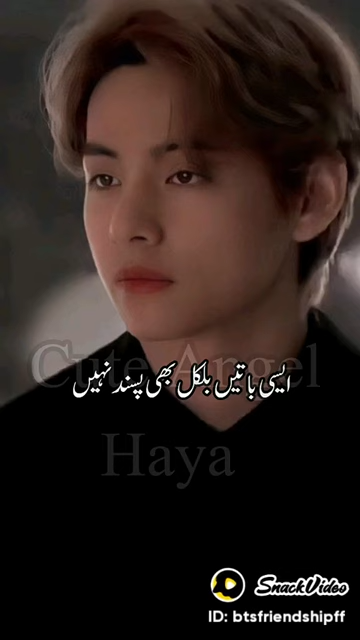 Cute Angel
ایسی باتیں بلکل بھی پسند نہیں
Haya
SnackVideo
ID: btsfriendshipff